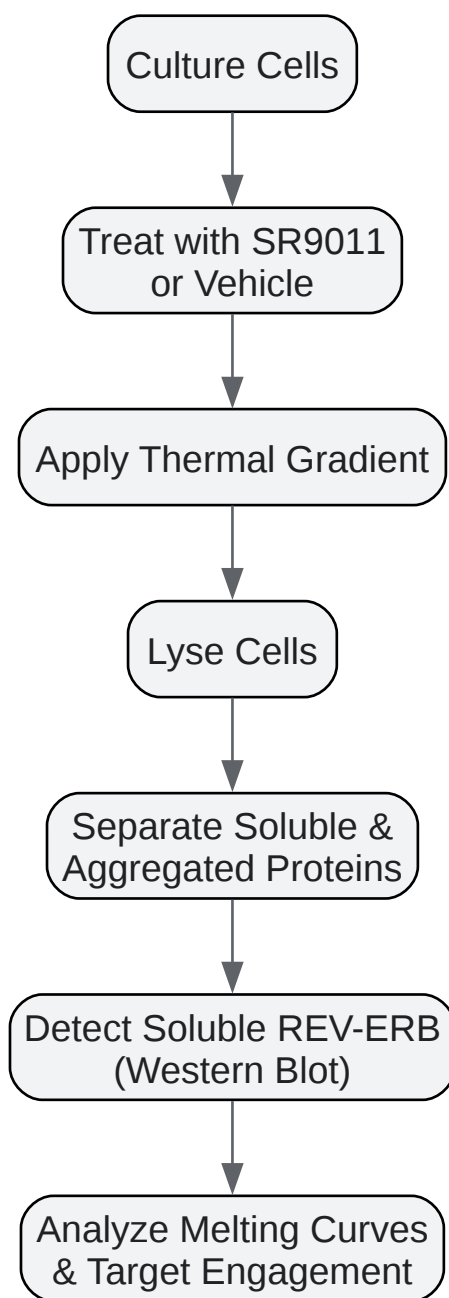 Culture Cells
Treat with SR9011
or Vehicle
Apply Thermal Gradient
Lyse Cells
Separate Soluble &
Aggregated Proteins
Detect Soluble REV-ERB
(Western Blot)
Analyze Melting Curves
& Target Engagement